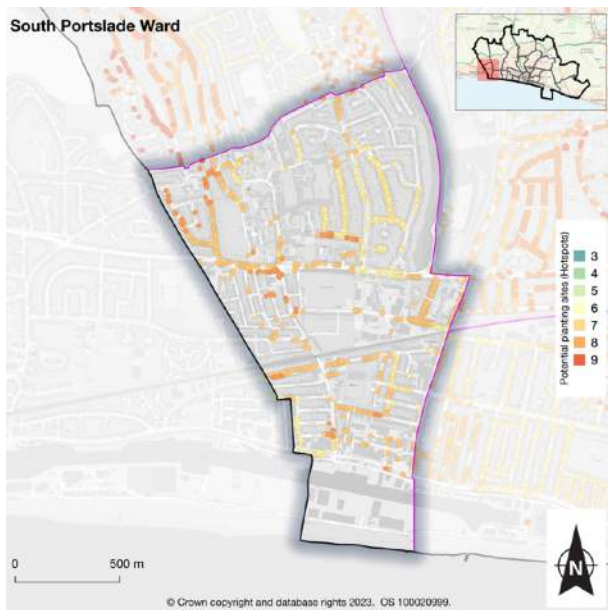 South Portslade Ward
Potential planting sites (Hotspots)
3
4
5
6
7
8
9
0 500 m
N
© Crown copyright and database rights 2023. OS 100020999.